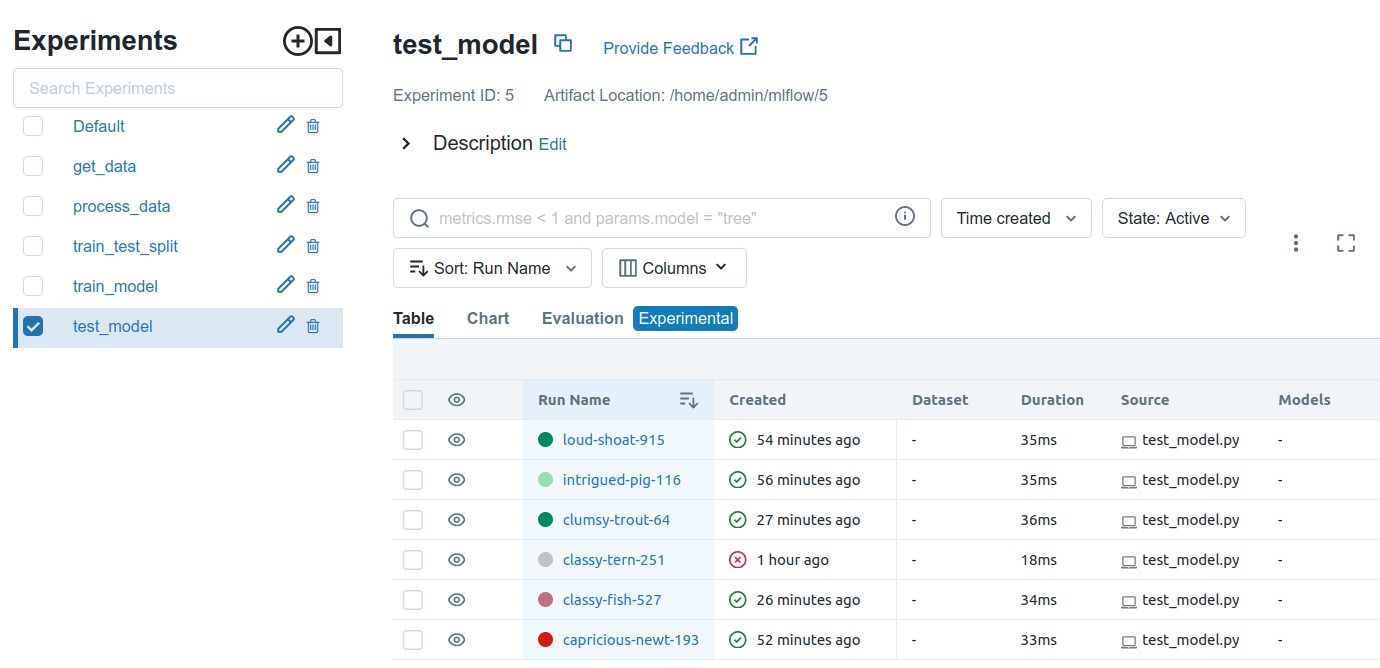 Experiments
Search Experiments
Default
get_data
process_data
train_test_split
train_model
test_model
test_model Provide Feedback
Experiment ID: 5 Artifact Location: /home/admin/mlflow/5
Description Edit
metrics.rmse < 1 and params.model = "tree" Time created State: Active
Sort: Run Name Columns
Table Chart Evaluation Experimental
Run Name Created Dataset Duration Source Models
loud-shoat-915 54 minutes ago - 35ms test_model.py -
intrigued-pig-116 56 minutes ago - 35ms test_model.py -
clumsy-trout-64 27 minutes ago - 36ms test_model.py -
classy-tern-251 1 hour ago - 18ms test_model.py -
classy-fish-527 26 minutes ago - 34ms test_model.py -
capricious-newt-193 52 minutes ago - 33ms test_model.py -